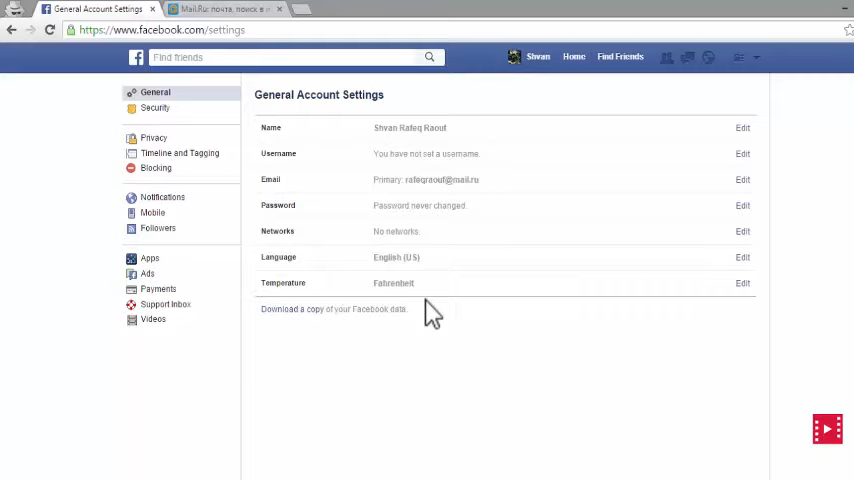 General Account Settings
Mail.Ru: почта, поиск в и
https://www.facebook.com/settings
Find friends
Shvan Home Find Friends
General
Security
Privacy
Timeline and Tagging
Blocking
Notifications
Mobile
Followers
Apps
Ads
Payments
Support Inbox
Videos
General Account Settings
Name Shvan Rafeq Raouf Edit
Username You have not set a username. Edit
Email Primary: rafeqraouf@mail.ru Edit
Password Password never changed. Edit
Networks No networks. Edit
Language English (US) Edit
Temperature Fahrenheit Edit
Download a copy of your Facebook data.